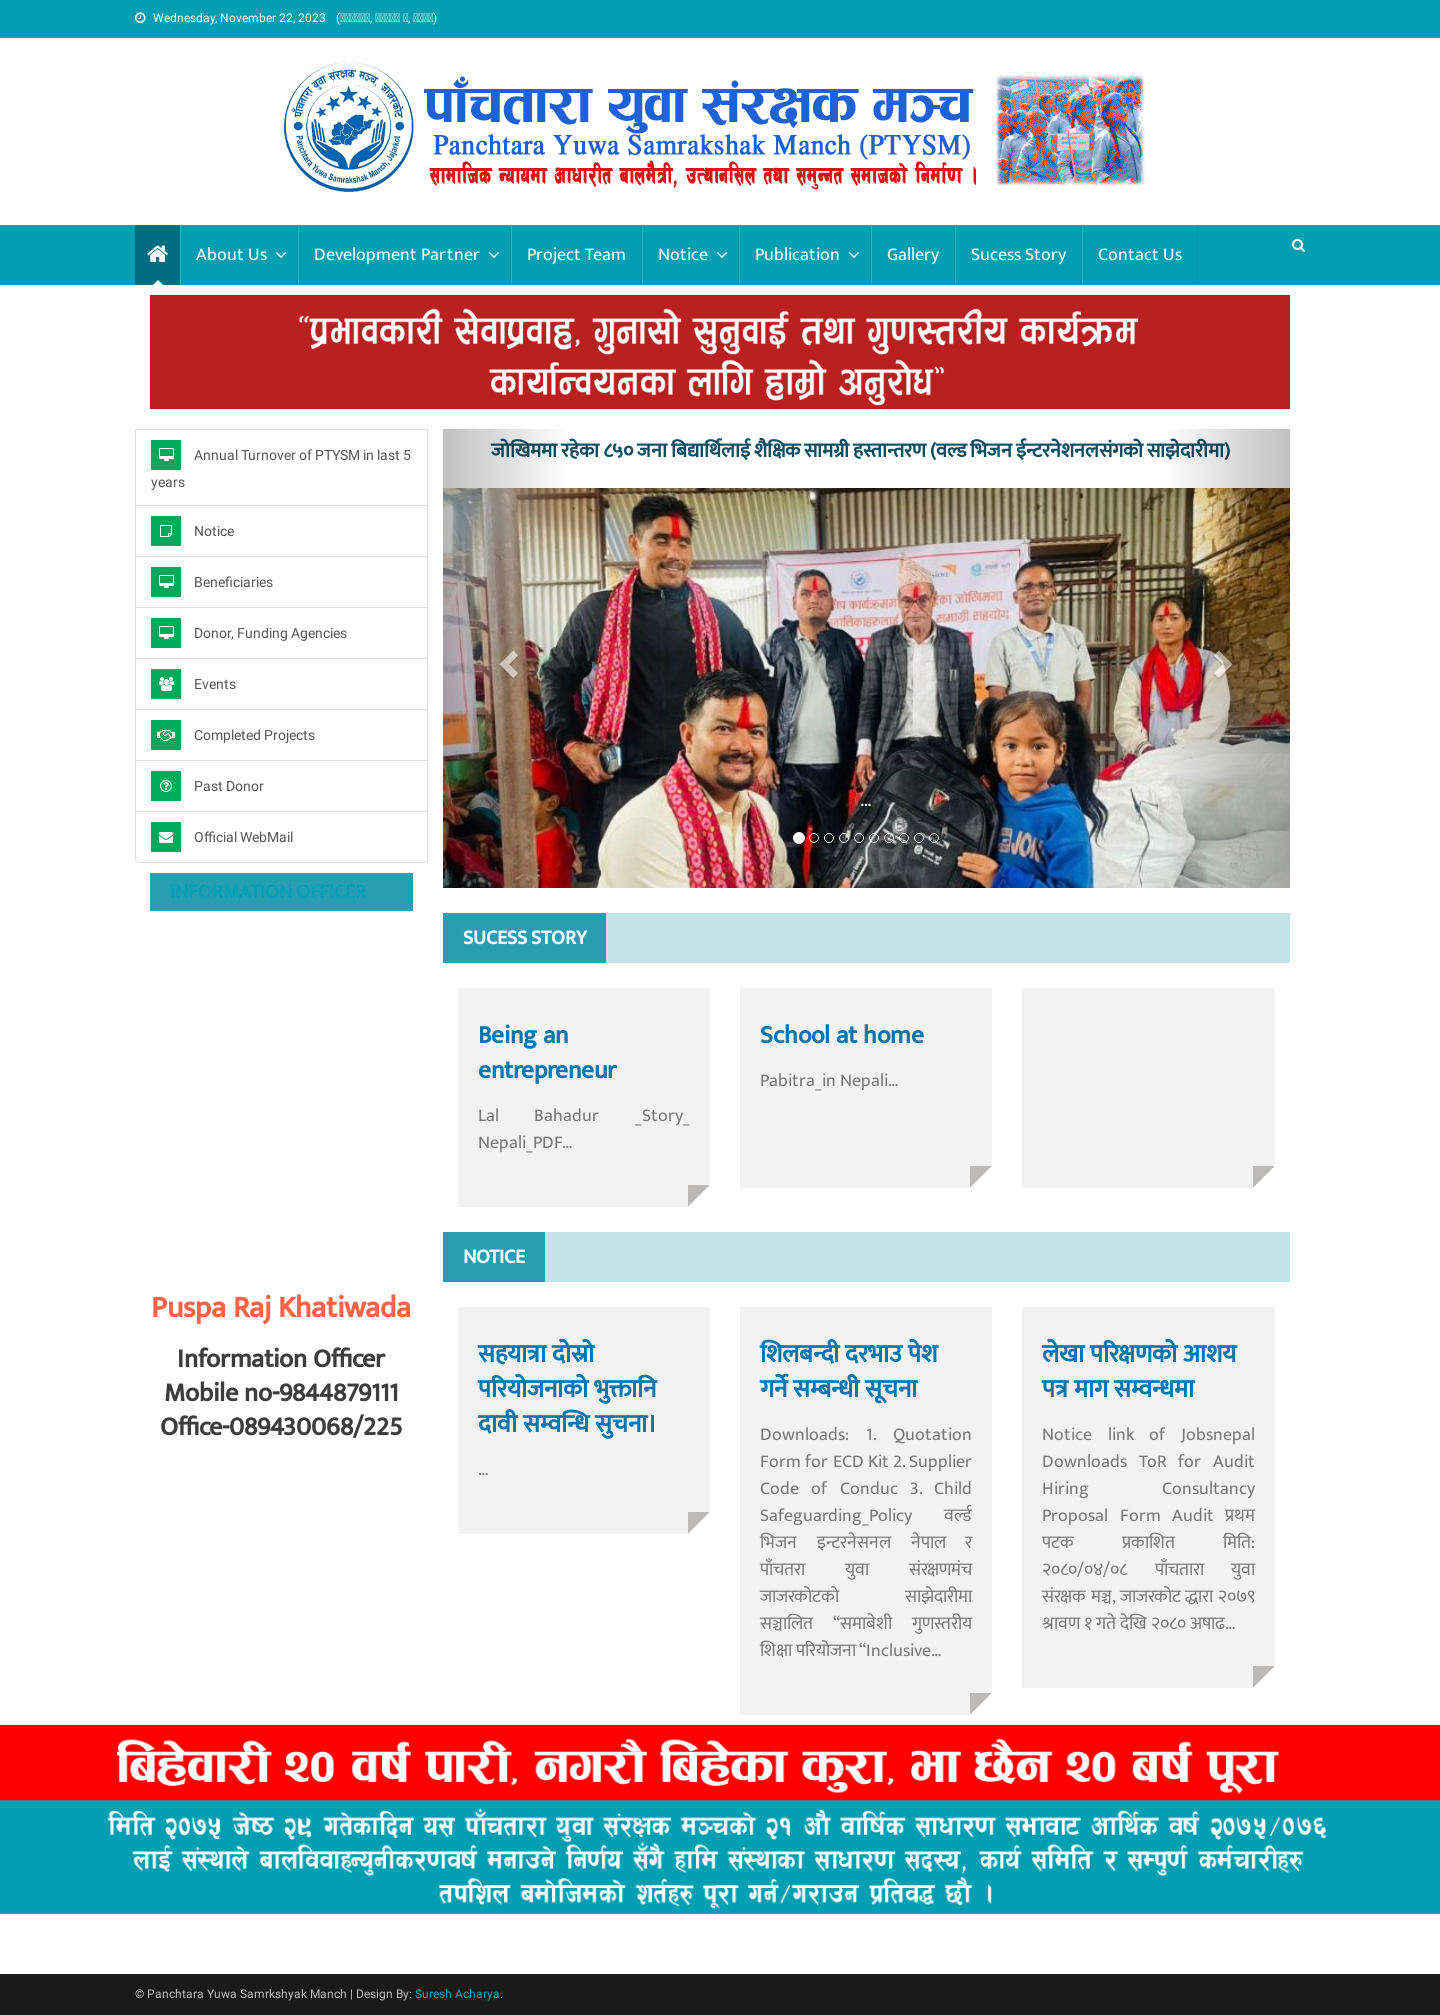 Wednesday, November 22, 2023
पाँचतारा युवा संरक्षक मञ्च, जाजरकोट
Panchtara Yuwa Samrakshak Manch, Jajarkot
पाँचतारा युवा संरक्षक मञ्च
Panchtara Yuwa Samrakshak Manch (PTYSM)
सामाजिक न्यायमा आधारीत बालमैत्री, उत्थानसिल तथा समुन्नत समाजको निर्माण ।
About Us
Development Partner
Project Team
Notice
Publication
Gallery
Sucess Story
Contact Us
“प्रभावकारी सेवाप्रवाह, गुनासो सुनुवाई तथा गुणस्तरीय कार्यक्रम
कार्यान्वयनका लागि हाम्रो अनुरोध”
Annual Turnover of PTYSM in last 5
years
Notice
Beneficiaries
Donor, Funding Agencies
Events
Completed Projects
Past Donor
Official WebMail
INFORMATION OFFICER
Puspa Raj Khatiwada
Information Officer
Mobile no-9844879111
Office-089430068/225
जोखिममा रहेका ८५० जना बिद्यार्थिलाई शैक्षिक सामग्री हस्तान्तरण (वल्ड भिजन ईन्टरनेशनलसंगको साझेदारीमा)
...
SUCESS STORY
Being an
entrepreneur
Lal Bahadur _Story_
Nepali_PDF...
School at home
Pabitra_in Nepali...
NOTICE
सहयात्रा दोस्रो
परियोजनाको भुक्तानि
दावी सम्वन्धि सुचना।
...
शिलबन्दी दरभाउ पेश
गर्ने सम्बन्धी सूचना
Downloads: 1. Quotation
Form for ECD Kit 2. Supplier
Code of Conduc 3. Child
Safeguarding_Policy वर्ल्ड
भिजन इन्टरनेसनल नेपाल र
पाँचतरा युवा संरक्षणमंच
जाजरकोटको साझेदारीमा
सञ्चालित “समाबेशी गुणस्तरीय
शिक्षा परियोजना “Inclusive...
लेखा परिक्षणको आशय
पत्र माग सम्वन्धमा
Notice link of Jobsnepal
Downloads ToR for Audit
Hiring Consultancy
Proposal Form Audit प्रथम
पटक प्रकाशित मिति:
२०८०/०४/०८ पाँचतारा युवा
संरक्षक मञ्च, जाजरकोट द्धारा २०७९
श्रावण १ गते देखि २०८० अषाढ...
बिहेवारी २० वर्ष पारी, नगरौ बिहेका कुरा, भा छैन २० बर्ष पूरा
मिति २०७५ जेष्ठ २९ गतेकादिन यस पाँचतारा युवा संरक्षक मञ्चको २१ औ वार्षिक साधारण सभावाट आर्थिक वर्ष २०७५/०७६
लाई संस्थाले बालविवाहन्युनीकरणवर्ष मनाउने निर्णय सँगै हामि संस्थाका साधारण सदस्य, कार्य समिति र सम्पुर्ण कर्मचारीहरु
तपशिल बमोजिमको शर्तहरु पूरा गर्न/गराउन प्रतिवद्ध छौ ।
© Panchtara Yuwa Samrkshyak Manch | Design By: Suresh Acharya.